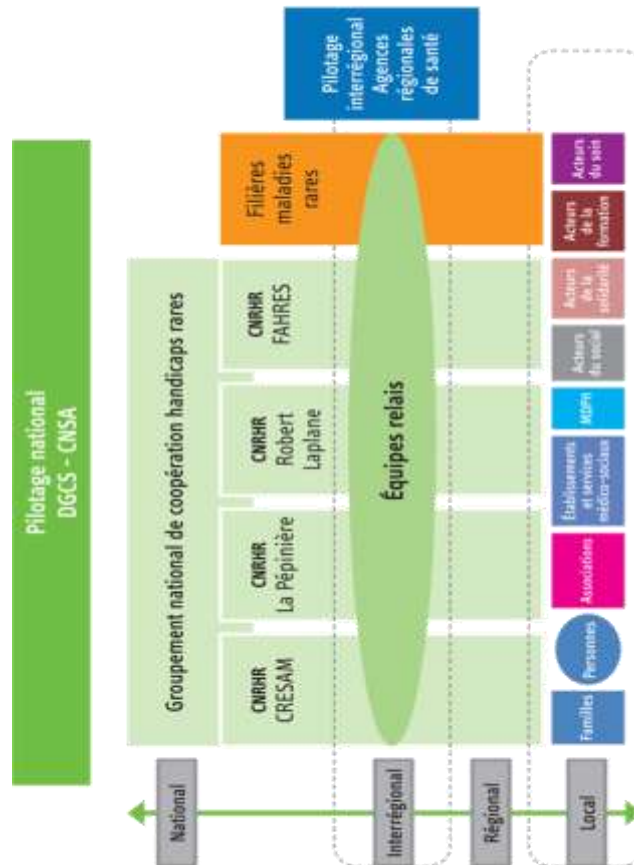 Pilotage national
DGCS - CNSA
Groupement national de coopération handicaps rares
CNRHR
CRESAM
CNRHR
La Pépinière
CNRHR
Robert
Laplane
CNRHR
FAHRES
Filières
maladies
rares
Pilotage
interrégional
Agences
régionales
de santé
Équipes relais
National
Interrégional
Régional
Local
Familles
Personnes
Associations
Établissements
et services
médico-sociaux
MDPH
Acteurs
du social
Acteurs
de la
solidarité
Acteurs
de la
formation
Acteurs
du soin